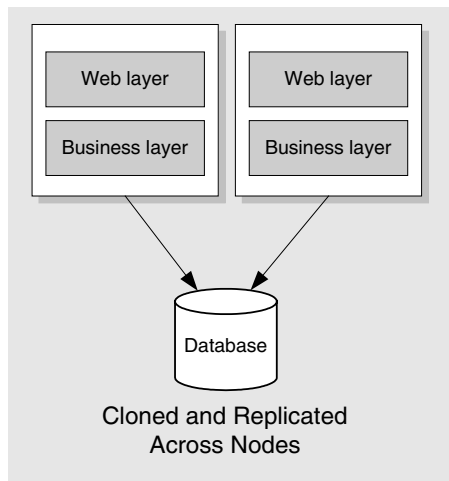 Web layer
Web layer
Business layer
Business layer
Database
Cloned and Replicated
Across Nodes